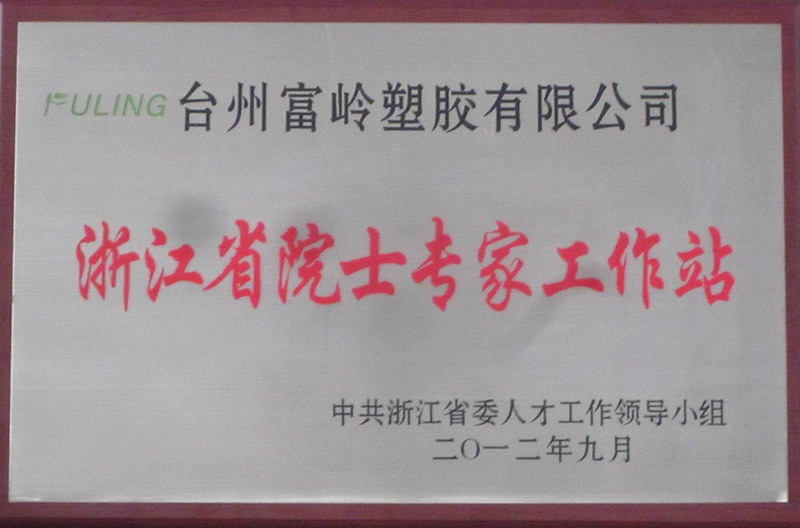 FULING 台州富岭塑胶有限公司
浙江省院士专家工作站
中共浙江省委人才工作领导小组
二〇一二年九月